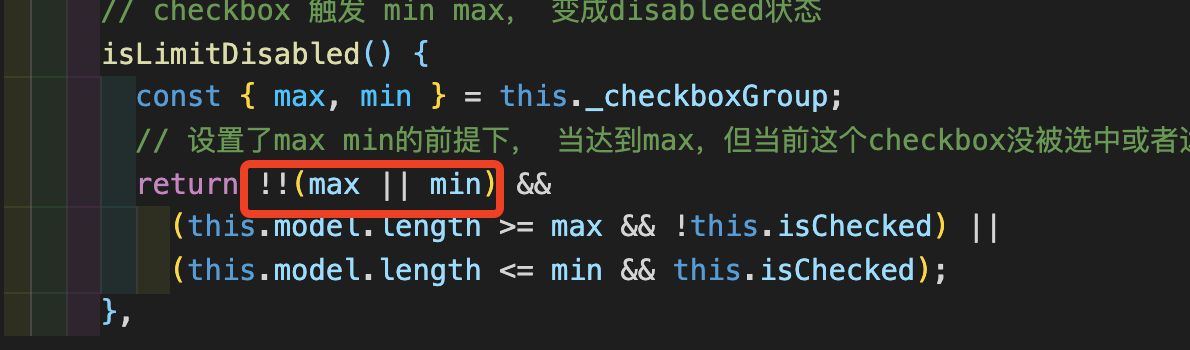 // checkbox 触发 min max， 变成disabeleed状态
isLimitDisabled() {
const { max, min } = this._checkboxGroup;
// 设置了max min的前提下， 当达到max，但当前这个checkbox没被选中或者
return !!(max || min) &&
(this.model.length >= max && !this.isChecked) ||
(this.model.length <= min && this.isChecked);
},